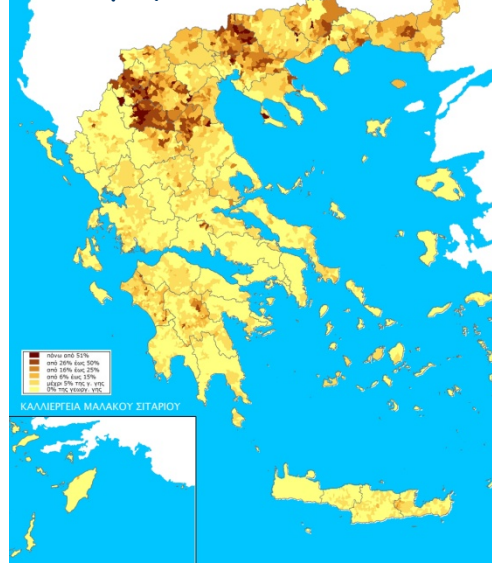 πάνω από 51%
από 26% έως 50%
από 16% έως 25%
από 6% έως 15%
μέχρι 5% της γ. γης
0% της γεωργ. γης
ΚΑΛΛΙΕΡΓΕΙΑ ΜΑΛΑΚΟΥ ΣΙΤΑΡΙΟΥ